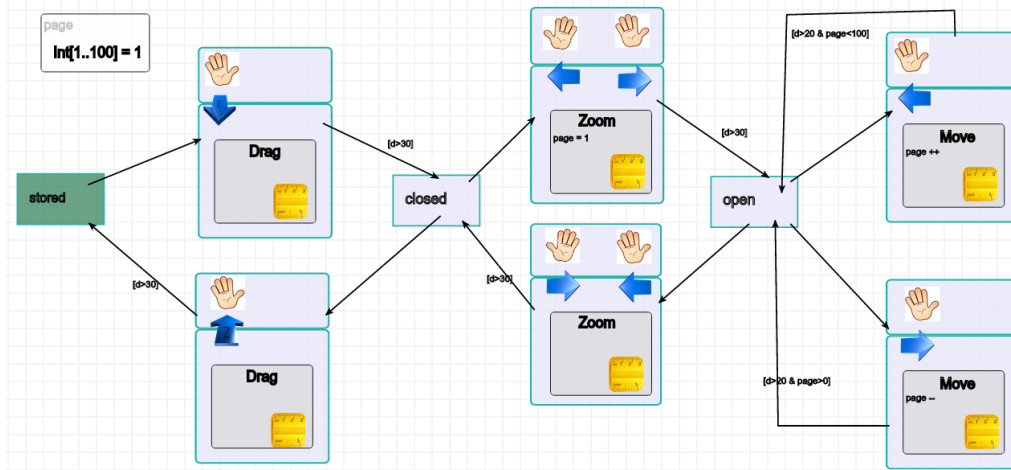 page
Int[1..100] = 1
stored
Z
Drag
[d>30]
closed
Zoom
page = 1
[d>30]
open
[d>20 & page<100]
Move
page ++
[d>30]
Z
Drag
[d>30]
Zoom
[d>20 & page>0]
Move
page --